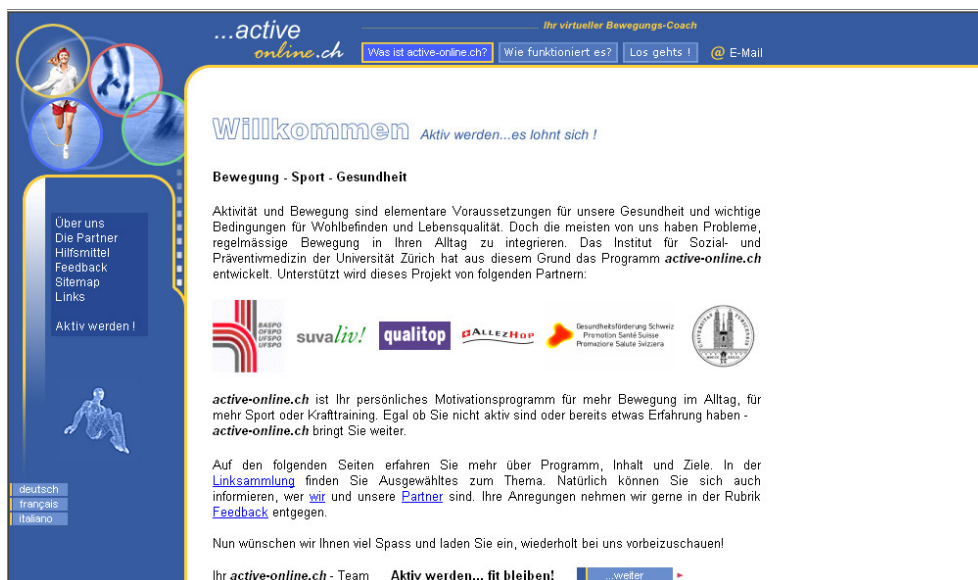 ...active
online.ch
Ihr virtueller Bewegungs-Coach
Was ist active-online.ch? Wie funktioniert es? Los gehts ! @ E-Mail
Willkommen Aktiv werden...es lohnt sich !
Bewegung - Sport - Gesundheit
Aktivität und Bewegung sind elementare Voraussetzungen für unsere Gesundheit und wichtige
Bedingungen für Wohlbefinden und Lebensqualität. Doch die meisten von uns haben Probleme,
regelmässige Bewegung in Ihren Alltag zu integrieren. Das Institut für Sozial- und
Präventivmedizin der Universität Zürich hat aus diesem Grund das Programm active-online.ch
entwickelt. Unterstützt wird dieses Projekt von folgenden Partnern:
BASPO
OFSPO
UFSPO
UFSPO
suvaliv!
qualitop
ALLEZHOP
Gesundheitsförderung Schweiz
Promotion Santé Suisse
Promozione Salute Svizzera
active-online.ch ist Ihr persönliches Motivationsprogramm für mehr Bewegung im Alltag, für
mehr Sport oder Krafttraining. Egal ob Sie nicht aktiv sind oder bereits etwas Erfahrung haben -
active-online.ch bringt Sie weiter.
Auf den folgenden Seiten erfahren Sie mehr über Programm, Inhalt und Ziele. In der
Linksammlung finden Sie Ausgewähltes zum Thema. Natürlich können Sie sich auch
informieren, wer wir und unsere Partner sind. Ihre Anregungen nehmen wir gerne in der Rubrik
Feedback entgegen.
Nun wünschen wir Ihnen viel Spass und laden Sie ein, wiederholt bei uns vorbeizuschauen!
Ihr active-online.ch - Team Aktiv werden... fit bleiben! ...weiter
Über uns
Die Partner
Hilfsmittel
Feedback
Sitemap
Links
Aktiv werden !
deutsch
français
italiano